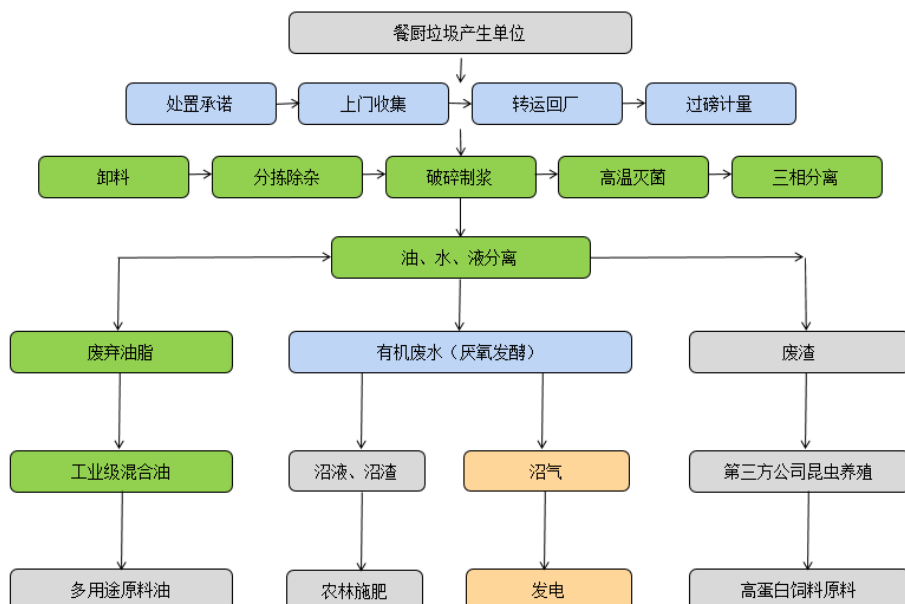 餐厨垃圾产生单位
处置承诺
上门收集
转运回厂
过磅计量
卸料
分拣除杂
破碎制浆
高温灭菌
三相分离
油、水、液分离
废弃油脂
有机废水（厌氧发酵）
废渣
工业级混合油
沼液、沼渣
沼气
第三方公司昆虫养殖
多用途原料油
农林施肥
发电
高蛋白饲料原料